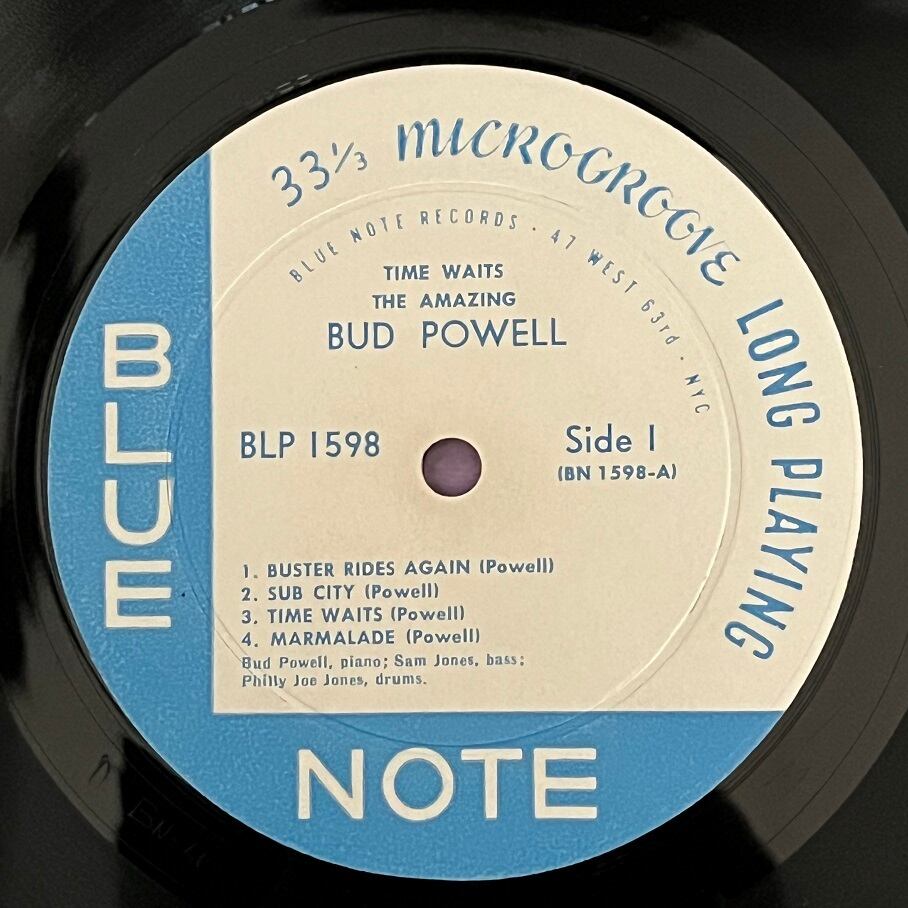 33⅓ MICROGROOVE LONG PLAYING
BLUE NOTE RECORDS · 47 WEST 63rd · NYC
TIME WAITS
THE AMAZING
BUD POWELL
BLP 1598
Side 1
(BN 1598-A)
1. BUSTER RIDES AGAIN (Powell)
2. SUB CITY (Powell)
3. TIME WAITS (Powell)
4. MARMALADE (Powell)
Bud Powell, piano; Sam Jones, bass;
Philly Joe Jones, drums.
BLUE
NOTE